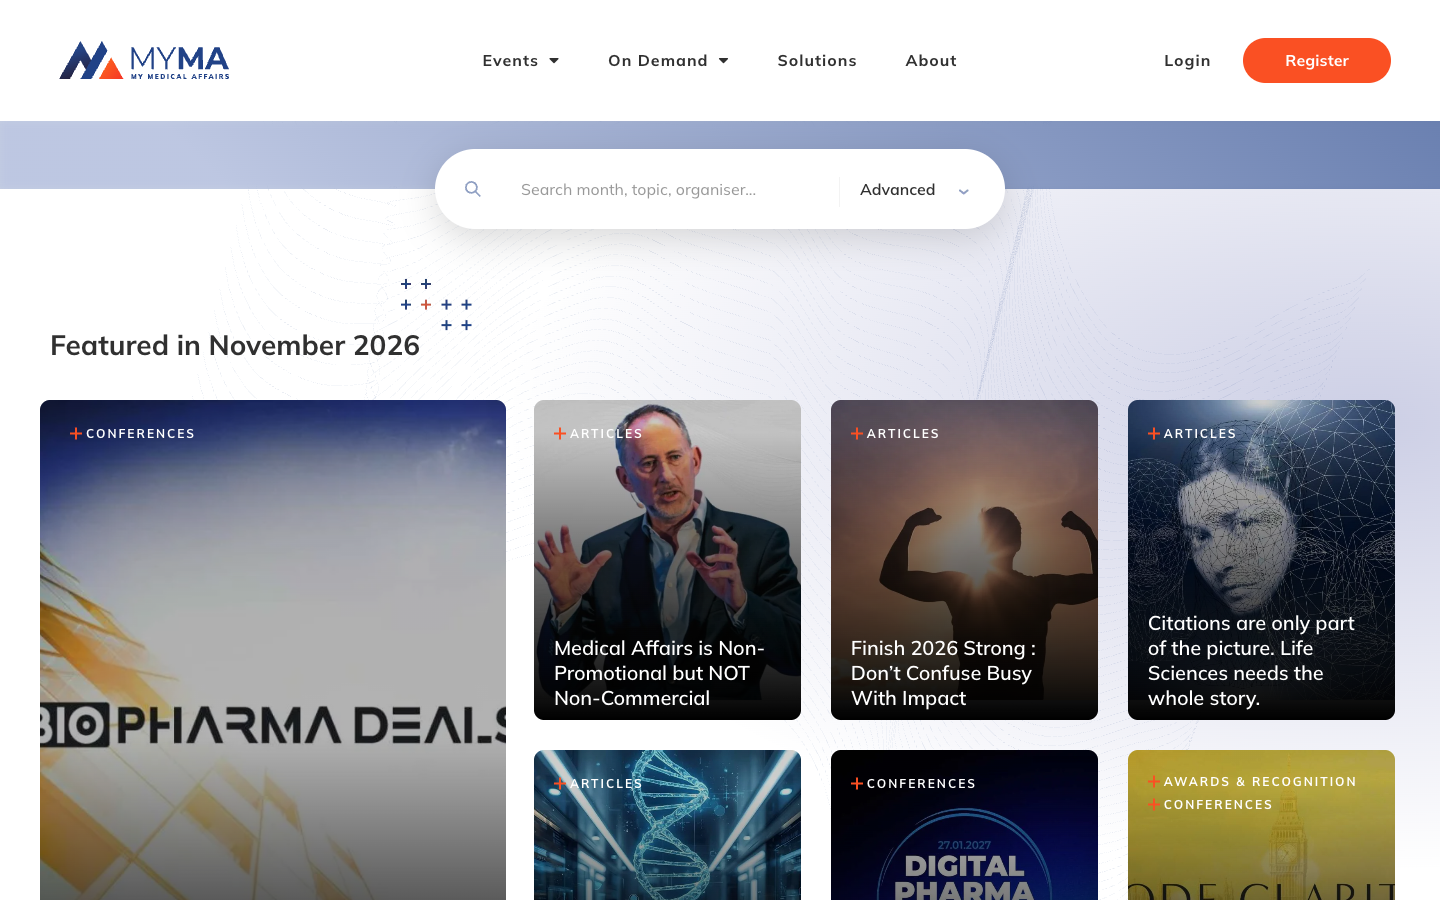 MYMA
MY MEDICAL AFFAIRS
Events
On Demand
Solutions
About
Login
Register
Search month, topic, organiser...
Advanced
Featured in November 2026
CONFERENCES
BIOPHARMA DEALS
ARTICLES
Medical Affairs is Non-
Promotional but NOT
Non-Commercial
ARTICLES
Finish 2026 Strong :
Don’t Confuse Busy
With Impact
ARTICLES
Citations are only part
of the picture. Life
Sciences needs the
whole story.
ARTICLES
CONFERENCES
27.01.2027
DIGITAL
PHARMA
AWARDS & RECOGNITION
CONFERENCES